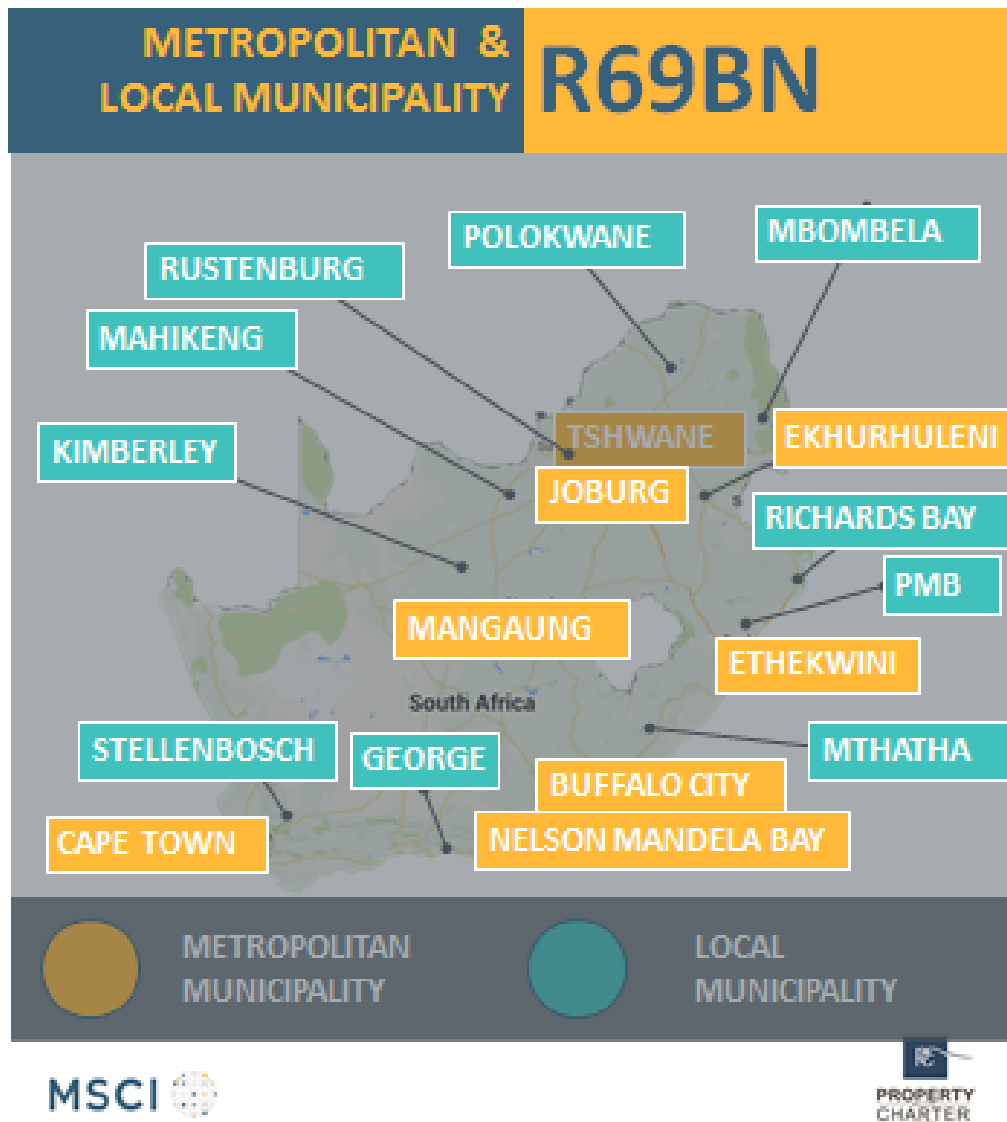 METROPOLITAN &
LOCAL MUNICIPALITY
R69BN
POLOKWANE
MBOMBELA
RUSTENBURG
MAHIKENG
TSHWANE
EKHURHULENI
KIMBERLEY
JOBURG
RICHARDS BAY
PMB
MANGAUNG
ETHEKWINI
South Africa
STELLENBOSCH
GEORGE
MTHATHA
BUFFALO CITY
CAPE TOWN
NELSON MANDELA BAY
METROPOLITAN
MUNICIPALITY
LOCAL
MUNICIPALITY
MSCI
PROPERTY
CHARTER